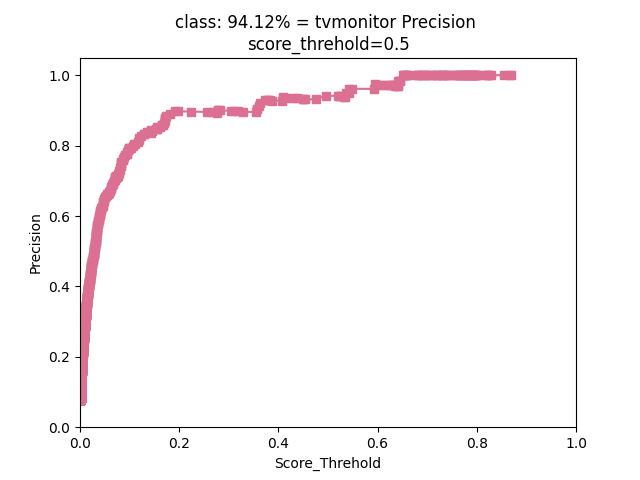 class: 94.12% = tvmonitor Precision
score_threhold=0.5
1.0
0.8
0.6
0.4
0.2
0.0
Precision
0.0 0.2 0.4 0.6 0.8 1.0
Score_Threhold